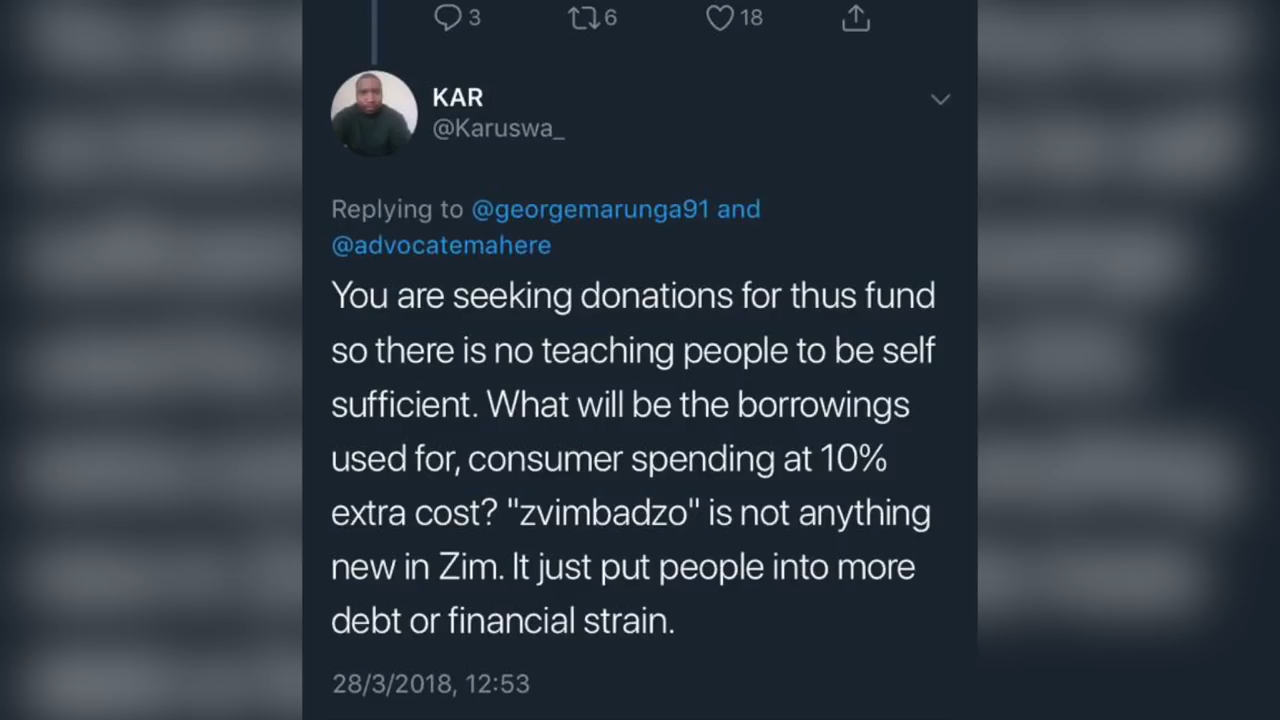 3 6 18
KAR
@Karuswa_
Replying to @georgemarunga91 and
@advocatemahere
You are seeking donations for thus fund
so there is no teaching people to be self
sufficient. What will be the borrowings
used for, consumer spending at 10%
extra cost? "zvimbadzo" is not anything
new in Zim. It just put people into more
debt or financial strain.
28/3/2018, 12:53